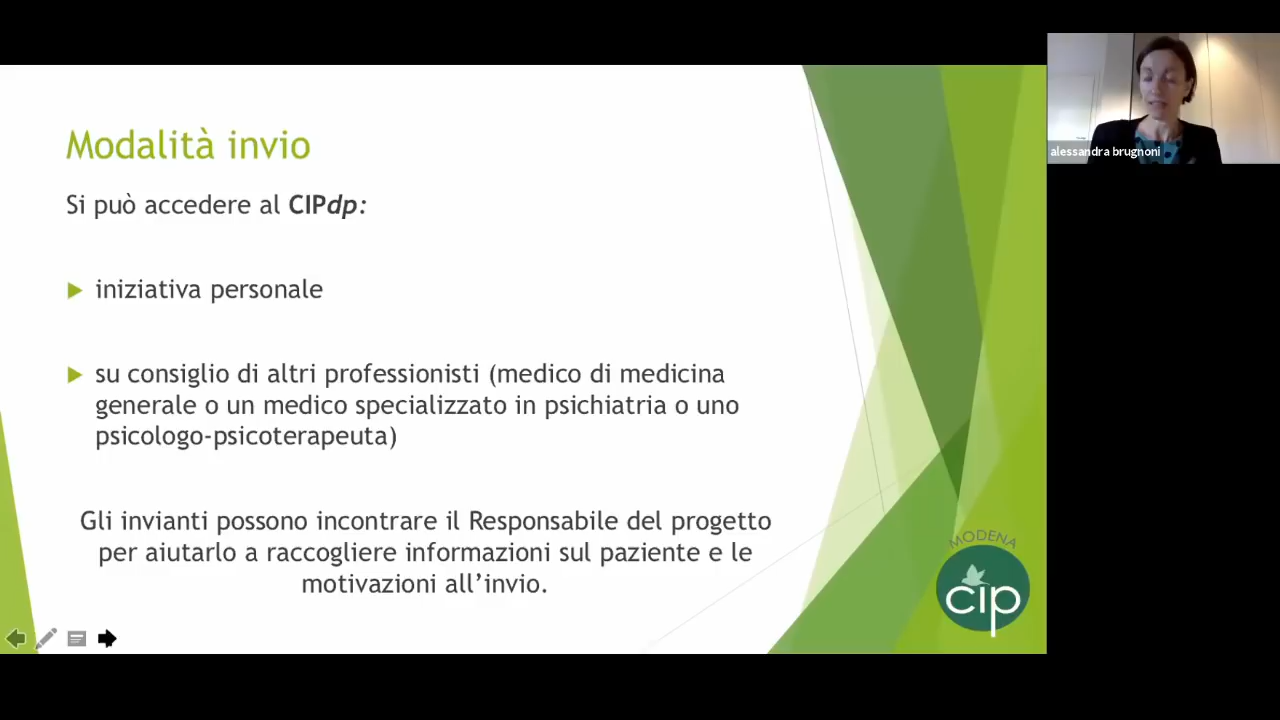 Modalità invio
Si può accedere al CIPdp:
iniziativa personale
su consiglio di altri professionisti (medico di medicina
generale o un medico specializzato in psichiatria o uno
psicologo-psicoterapeuta)
Gli invianti possono incontrare il Responsabile del progetto
per aiutarlo a raccogliere informazioni sul paziente e le
motivazioni all’invio.
MODENA
cip
alessandra brugnoni